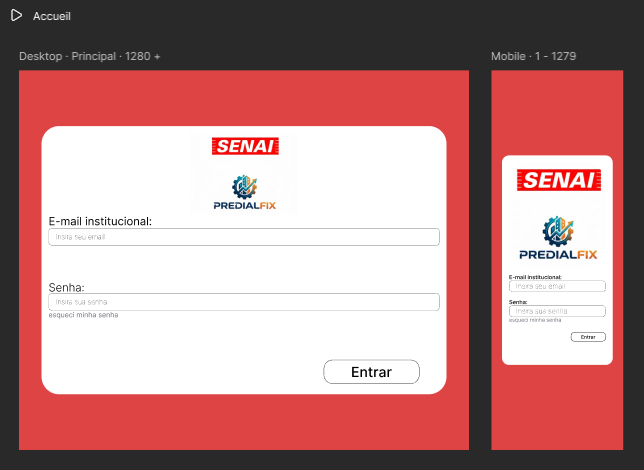 Accueil
Desktop · Principal · 1280 +
SENAI
PREDIALFIX
E-mail institucional:
Insira seu email
Senha:
Insira sua senha
esqueci minha senha
Entrar
Mobile · 1 - 1279
SENAI
PREDIALFIX
E-mail institucional:
Insira seu email
Senha:
Insira sua senha
esqueci minha senha
Entrar